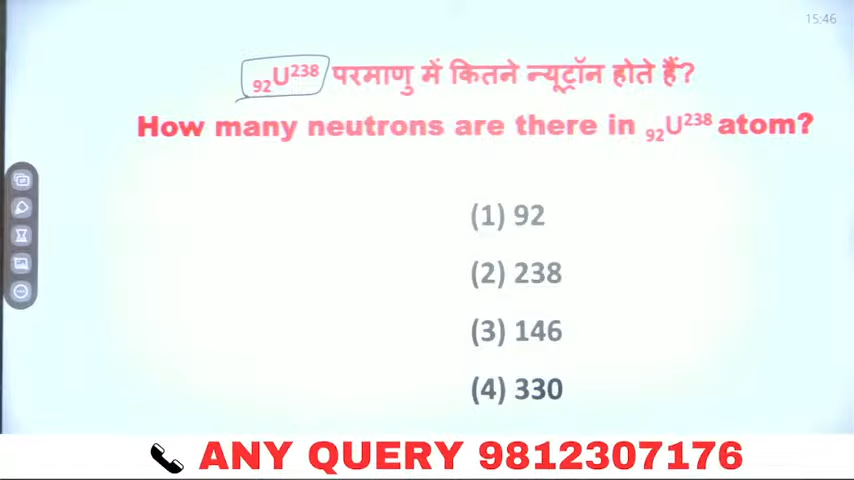 15:46
₉₂U²³⁸ परमाणु में कितने न्यूट्रॉन होते हैं?
How many neutrons are there in ₉₂U²³⁸ atom?
(1) 92
(2) 238
(3) 146
(4) 330
ANY QUERY 9812307176